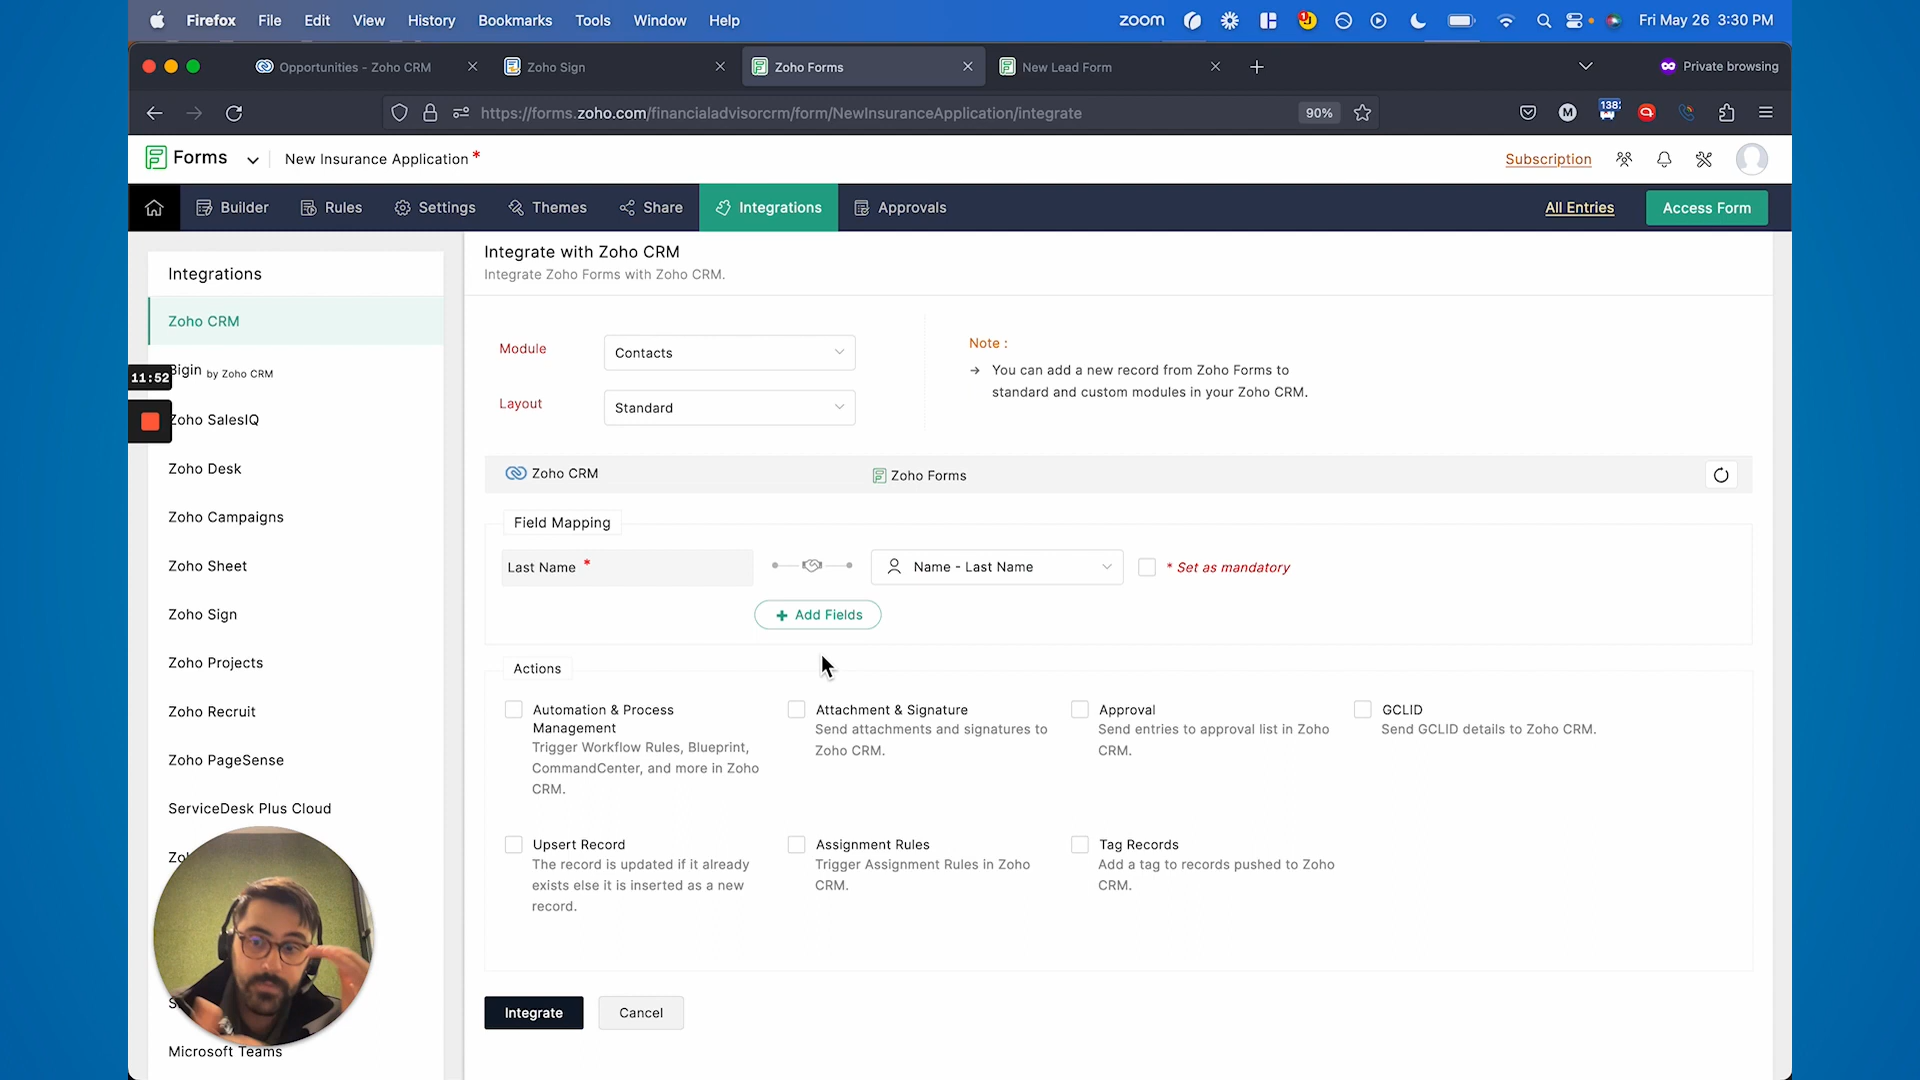 Firefox File Edit View History Bookmarks Tools Window Help
zoom
Fri May 26 3:30 PM
Opportunities - Zoho CRM
Zoho Sign
Zoho Forms
New Lead Form
Private browsing
https://forms.zoho.com/financialadvisorcrm/form/NewInsuranceApplication/integrate
90%
M
138
Forms
New Insurance Application *
Subscription
Builder
Rules
Settings
Themes
Share
Integrations
Approvals
All Entries
Access Form
Integrations
Zoho CRM
Bigin by Zoho CRM
11:52
Zoho SalesIQ
Zoho Desk
Zoho Campaigns
Zoho Sheet
Zoho Sign
Zoho Projects
Zoho Recruit
Zoho PageSense
ServiceDesk Plus Cloud
Zo
S
Microsoft Teams
Integrate with Zoho CRM
Integrate Zoho Forms with Zoho CRM.
Module
Contacts
Layout
Standard
Note :
→ You can add a new record from Zoho Forms to
standard and custom modules in your Zoho CRM.
Zoho CRM
Zoho Forms
Field Mapping
Last Name *
Name - Last Name
* Set as mandatory
+ Add Fields
Actions
Automation & Process
Management
Trigger Workflow Rules, Blueprint,
CommandCenter, and more in Zoho
CRM.
Attachment & Signature
Send attachments and signatures to
Zoho CRM.
Approval
Send entries to approval list in Zoho
CRM.
GCLID
Send GCLID details to Zoho CRM.
Upsert Record
The record is updated if it already
exists else it is inserted as a new
record.
Assignment Rules
Trigger Assignment Rules in Zoho
CRM.
Tag Records
Add a tag to records pushed to Zoho
CRM.
Integrate
Cancel